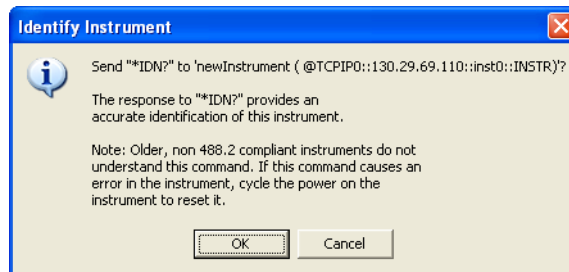 Identify Instrument
Send "*IDN?" to 'newInstrument ( @TCPIP0::130.29.69.110::inst0::INSTR)'?
The response to "*IDN?" provides an
accurate identification of this instrument.
Note: Older, non 488.2 compliant instruments do not
understand this command. If this command causes an
error in the instrument, cycle the power on the
instrument to reset it.
OK Cancel